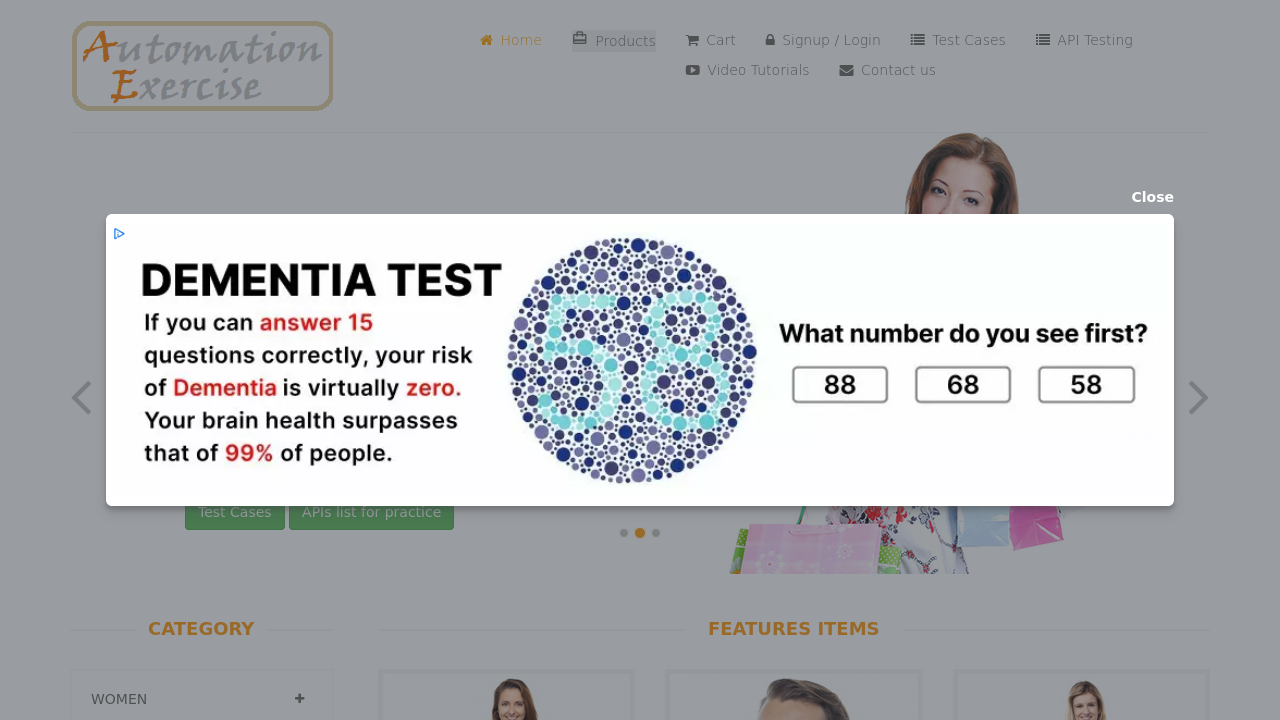 Automation
Exercise
Home Products Cart Signup / Login Test Cases API Testing
Video Tutorials Contact us
Close
DEMENTIA TEST
If you can answer 15
questions correctly, your risk
of Dementia is virtually zero.
Your brain health surpasses
that of 99% of people.
58
What number do you see first?
88 68 58
Test Cases APIs list for practice
CATEGORY
FEATURES ITEMS
WOMEN